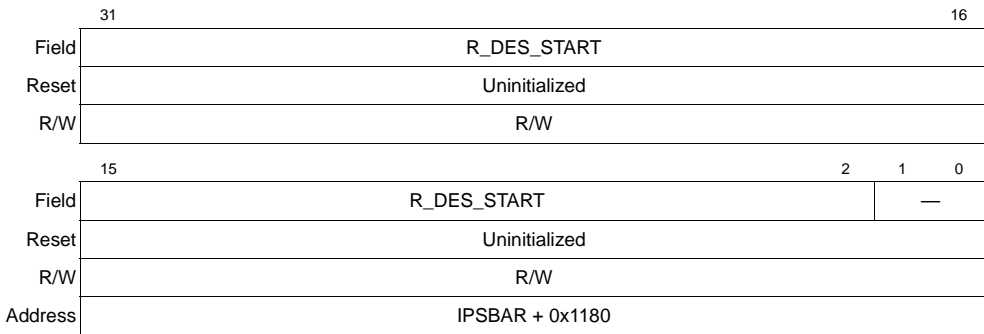 31 16
Field R_DES_START
Reset Uninitialized
R/W R/W
15 2 1 0
Field R_DES_START —
Reset Uninitialized
R/W R/W
Address IPSBAR + 0x1180